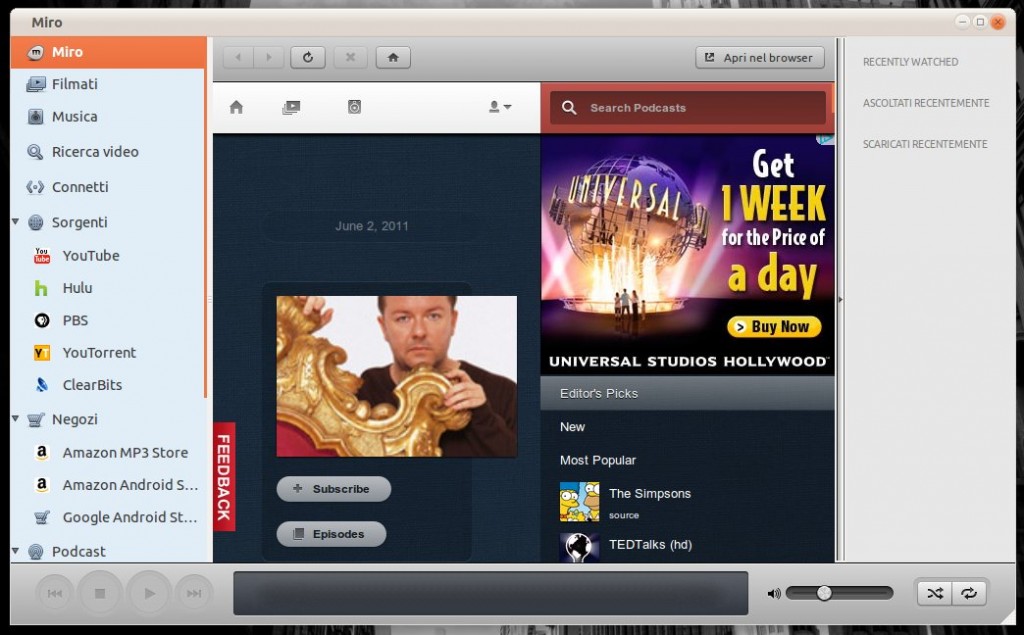 Miro
Miro
Filmati
Musica
Ricerca video
Connetti
Sorgenti
YouTube
Hulu
PBS
YouTorrent
ClearBits
Negozi
Amazon MP3 Store
Amazon Android S...
Google Android St...
Podcast
Apri nel browser
Search Podcasts
June 2, 2011
Subscribe
Episodes
FEEDBACK
UNIVERSAL
Get
1 WEEK
for the Price of
a day
> Buy Now
UNIVERSAL STUDIOS HOLLYWOOD
Editor's Picks
New
Most Popular
The Simpsons
source
TEDTalks (hd)
RECENTLY WATCHED
ASCOLTATI RECENTEMENTE
SCARICATI RECENTEMENTE